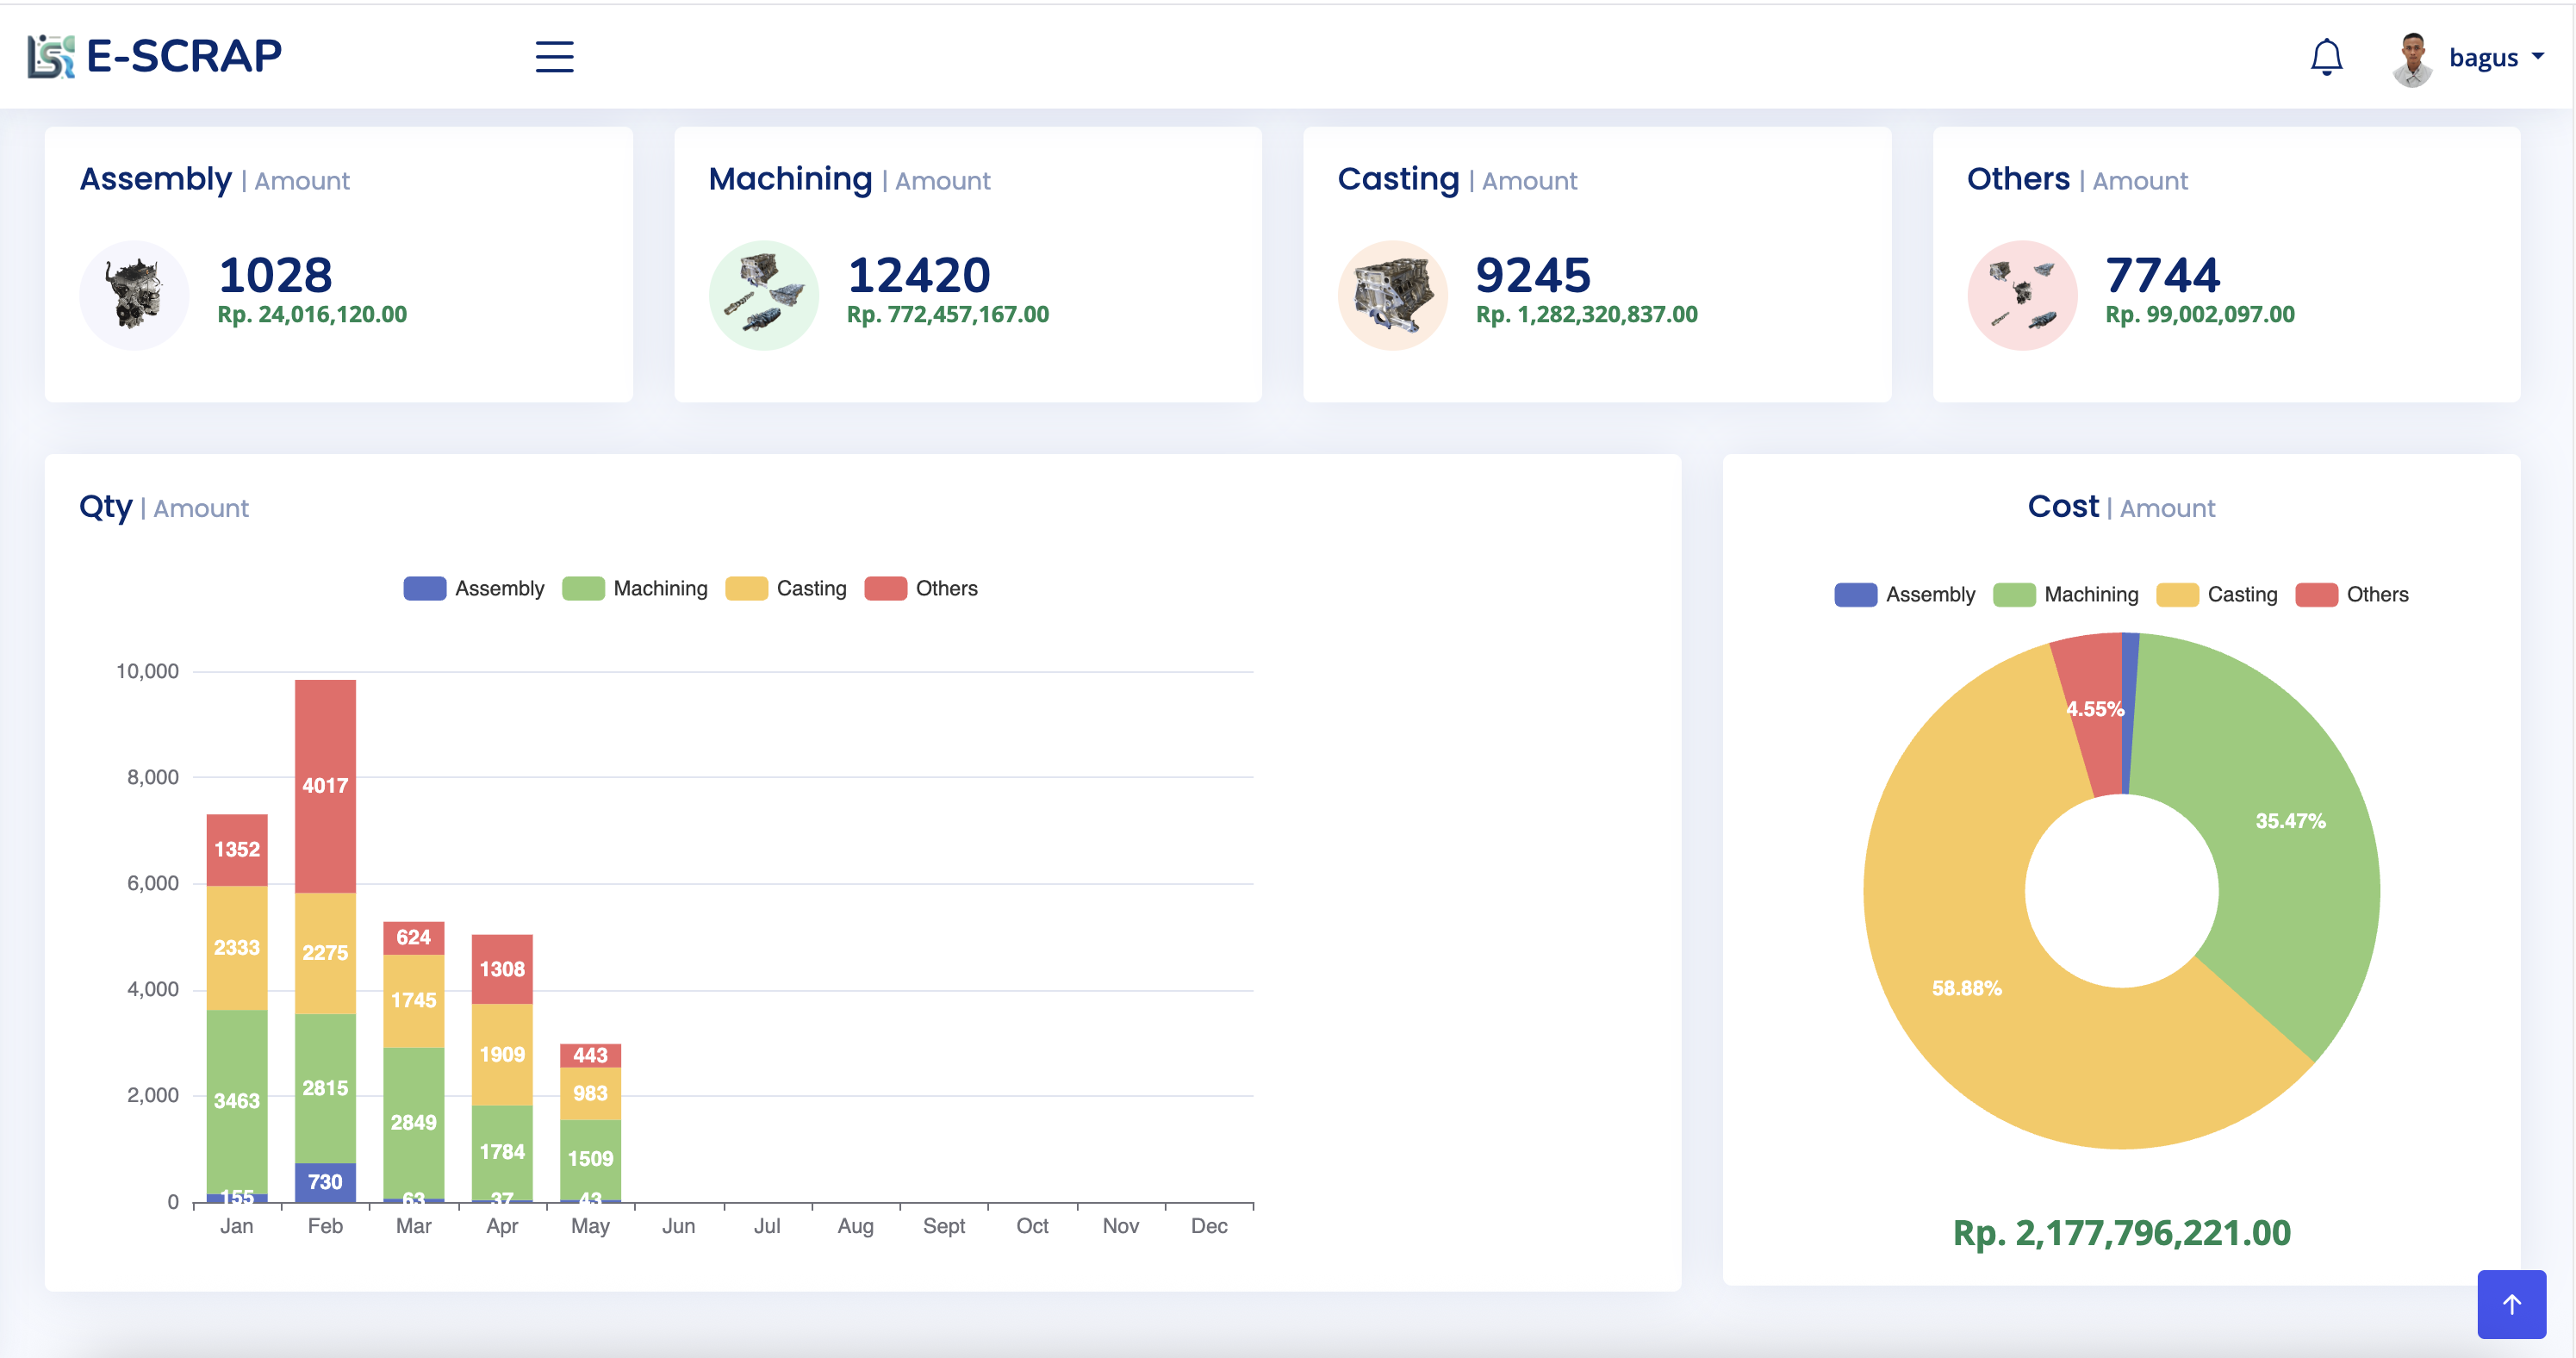 E-SCRAP
bagus
Assembly | Amount
1028
Rp. 24,016,120.00
Machining | Amount
12420
Rp. 772,457,167.00
Casting | Amount
9245
Rp. 1,282,320,837.00
Others | Amount
7744
Rp. 99,002,097.00
Qty | Amount
Assembly Machining Casting Others
10,000
8,000
6,000
4,000
2,000
0
1352
2333
3463
155
4017
2275
2815
730
624
1745
2849
63
1308
1909
1784
37
443
983
1509
43
Jan Feb Mar Apr May Jun Jul Aug Sept Oct Nov Dec
Cost | Amount
Assembly Machining Casting Others
4.55%
35.47%
58.88%
Rp. 2,177,796,221.00